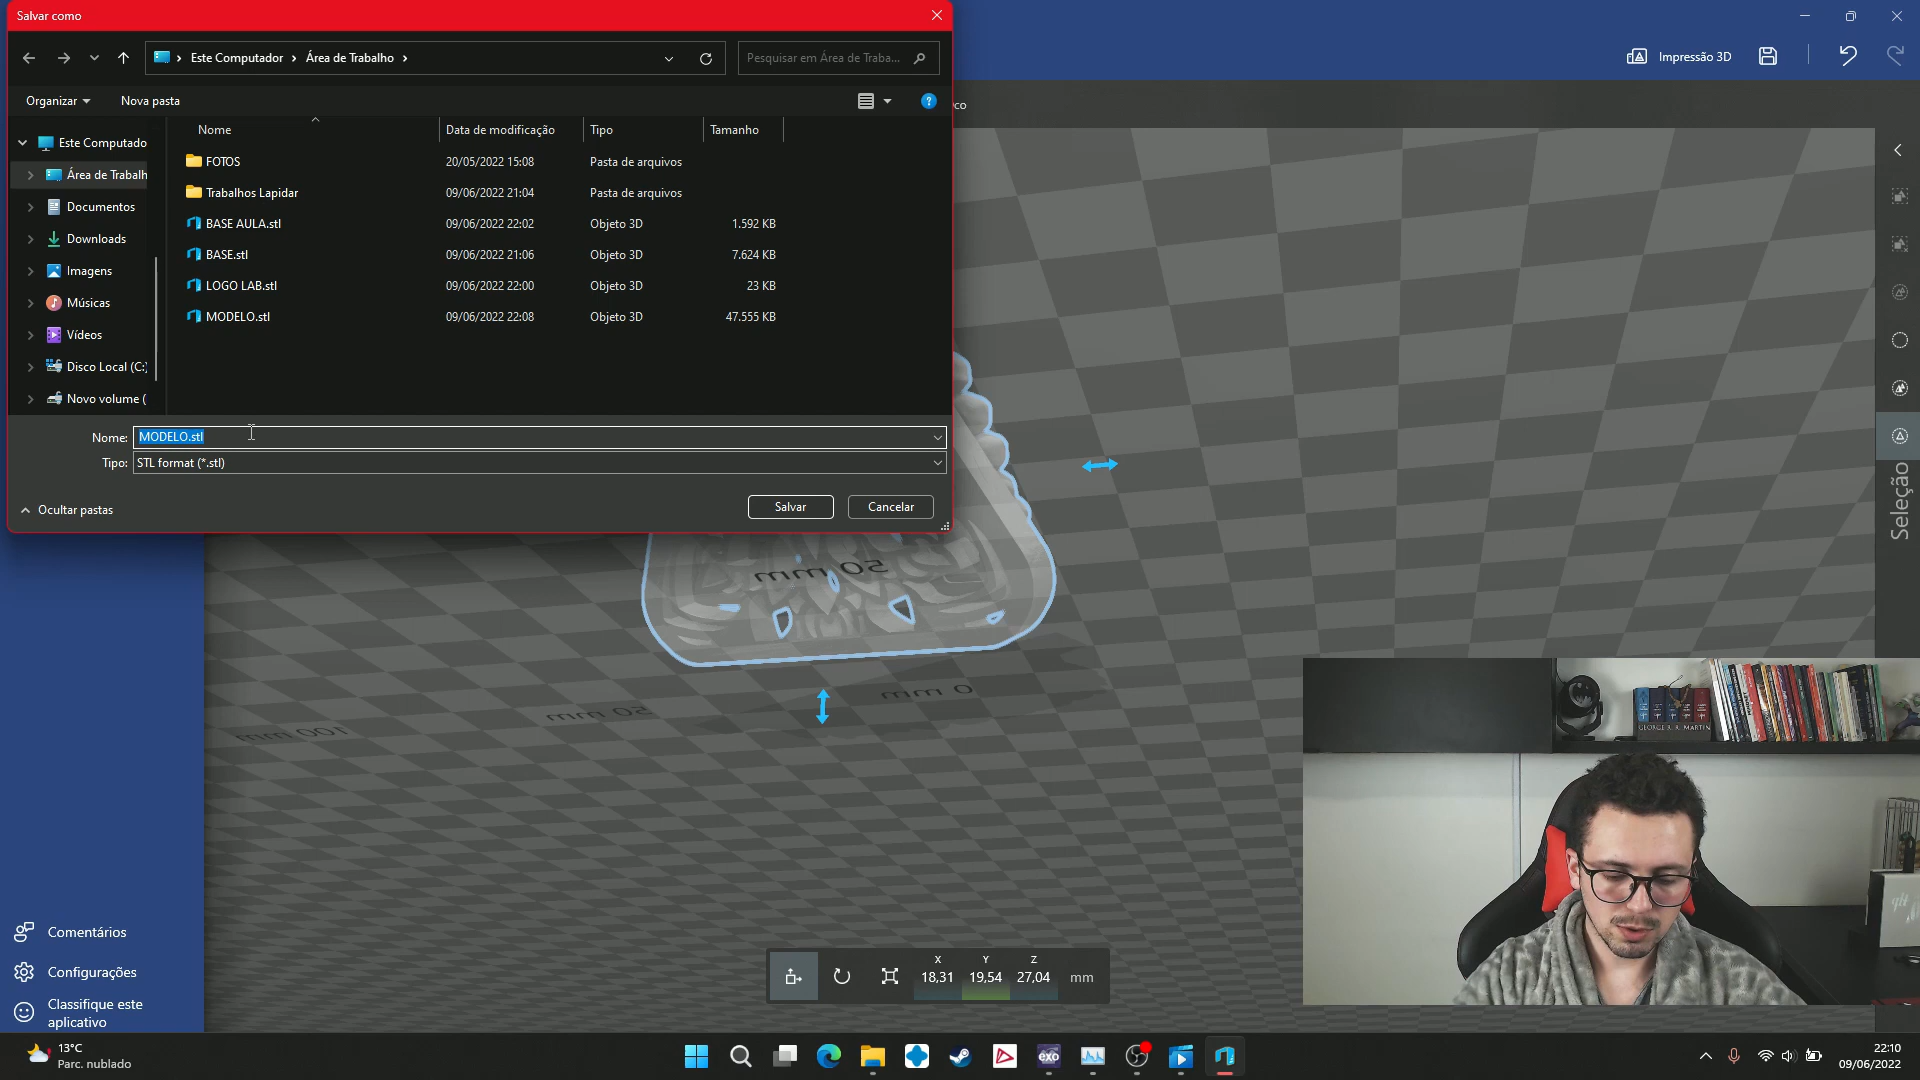 Salvar como
Este Computador
Área de Trabalho
Pesquisar em Área de Traba...
Impressão 3D
Organizar
Nova pasta
co
Nome
Data de modificação
Tipo
Tamanho
Este Computado
FOTOS
20/05/2022 15:08
Pasta de arquivos
Área de Trabalh
Trabalhos Lapidar
09/06/2022 21:04
Pasta de arquivos
Documentos
BASE AULA.stl
09/06/2022 22:02
Objeto 3D
1.592 KB
Downloads
BASE.stl
09/06/2022 21:06
Objeto 3D
7.624 KB
Imagens
LOGO LAB.stl
09/06/2022 22:00
Objeto 3D
23 KB
Músicas
MODELO.stl
09/06/2022 22:08
Objeto 3D
47.555 KB
Vídeos
Disco Local (C:)
Novo volume (
Nome:
MODELO.stl
Tipo:
STL format (*.stl)
Ocultar pastas
Salvar
Cancelar
Seleção
50 mm
0 mm
50 mm
100 mm
GEORGE R. R. MARTIN
Comentários
Configurações
Classifique este
aplicativo
X
Y
Z
18,31
19,54
27,04
mm
13°C
Parc. nublado
exo
22:10
09/06/2022